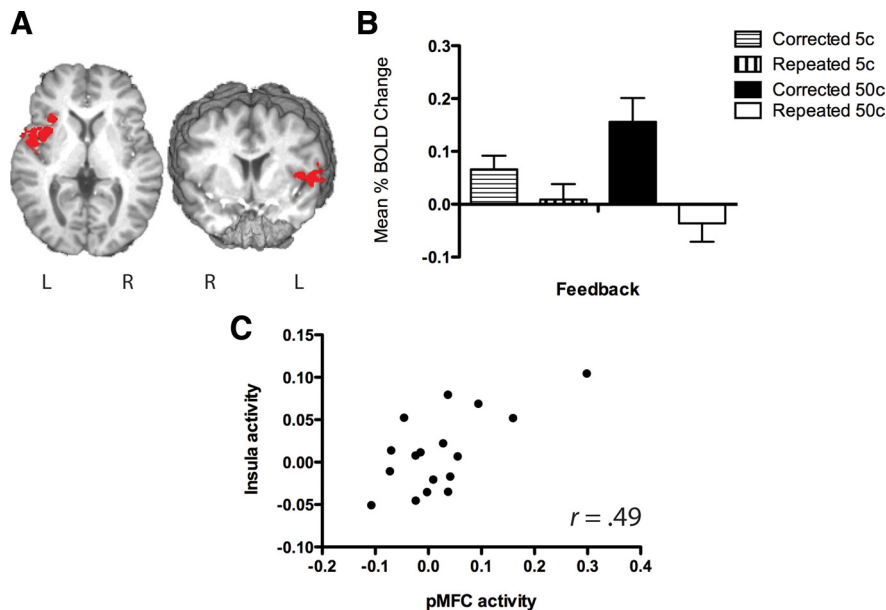 A
L R R L
B
Mean % BOLD Change
0.3
0.2
0.1
0.0
-0.1
Feedback
Corrected 5c
Repeated 5c
Corrected 50c
Repeated 50c
C
Insula activity
0.15
0.10
0.05
0.00
-0.05
-0.10
-0.2 -0.1 0.0 0.1 0.2 0.3 0.4
pMFC activity
r = .49